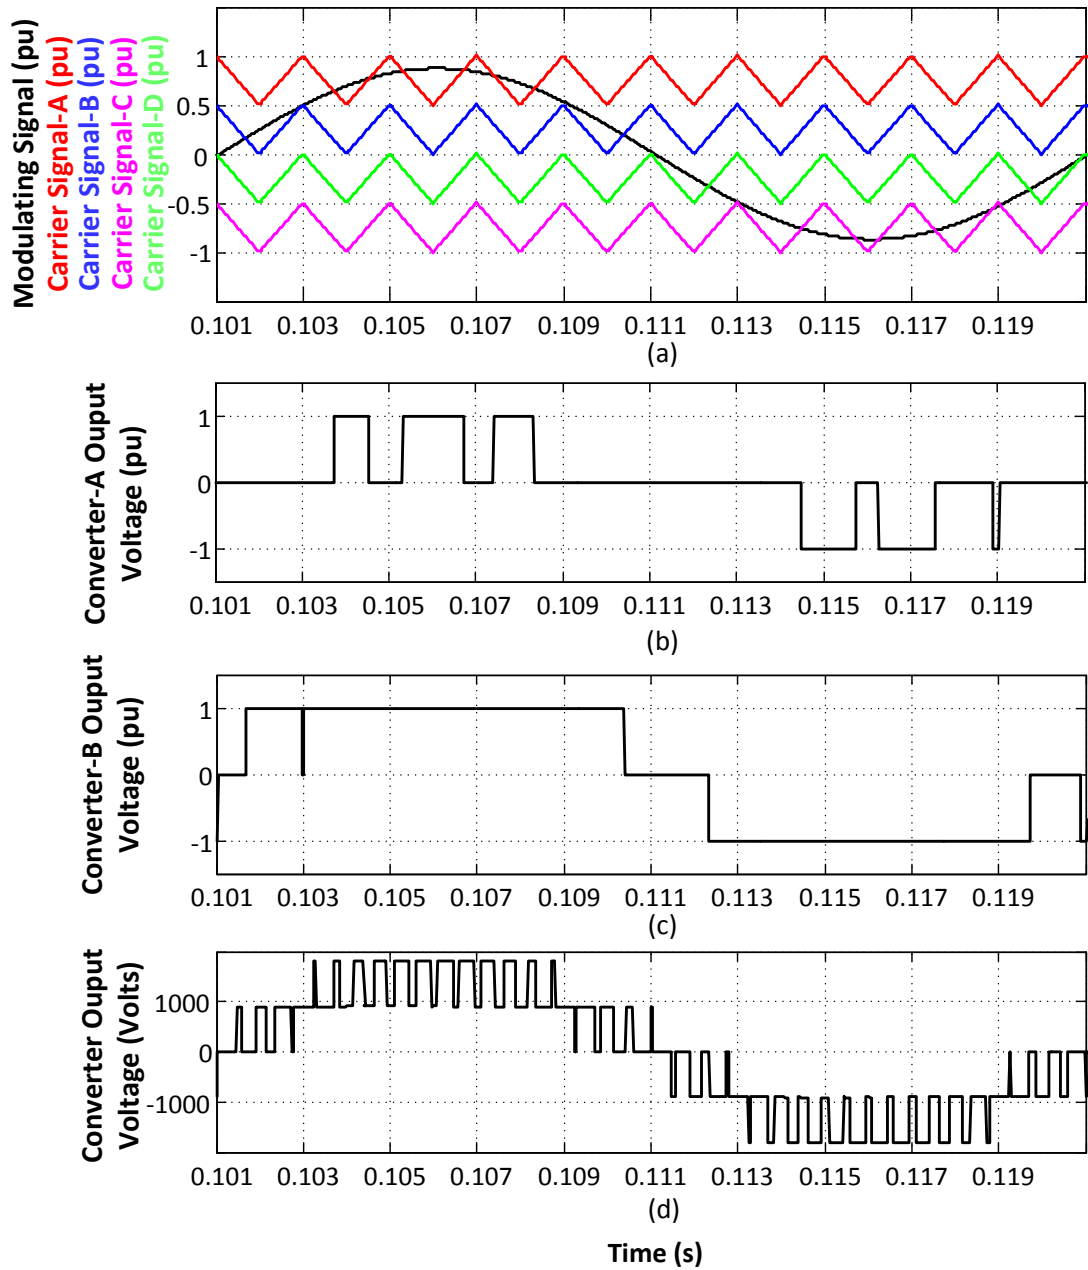 Modulating Signal (pu)
Carrier Signal-A (pu)
Carrier Signal-B (pu)
Carrier Signal-C (pu)
Carrier Signal-D (pu)
1
0.5
0
-0.5
-1
0.101 0.103 0.105 0.107 0.109 0.111 0.113 0.115 0.117 0.119
(a)
Converter-A Ouput
Voltage (pu)
1
0
-1
0.101 0.103 0.105 0.107 0.109 0.111 0.113 0.115 0.117 0.119
(b)
Converter-B Ouput
Voltage (pu)
1
0
-1
0.101 0.103 0.105 0.107 0.109 0.111 0.113 0.115 0.117 0.119
(c)
Converter Ouput
Voltage (Volts)
1000
0
-1000
0.101 0.103 0.105 0.107 0.109 0.111 0.113 0.115 0.117 0.119
(d)
Time (s)